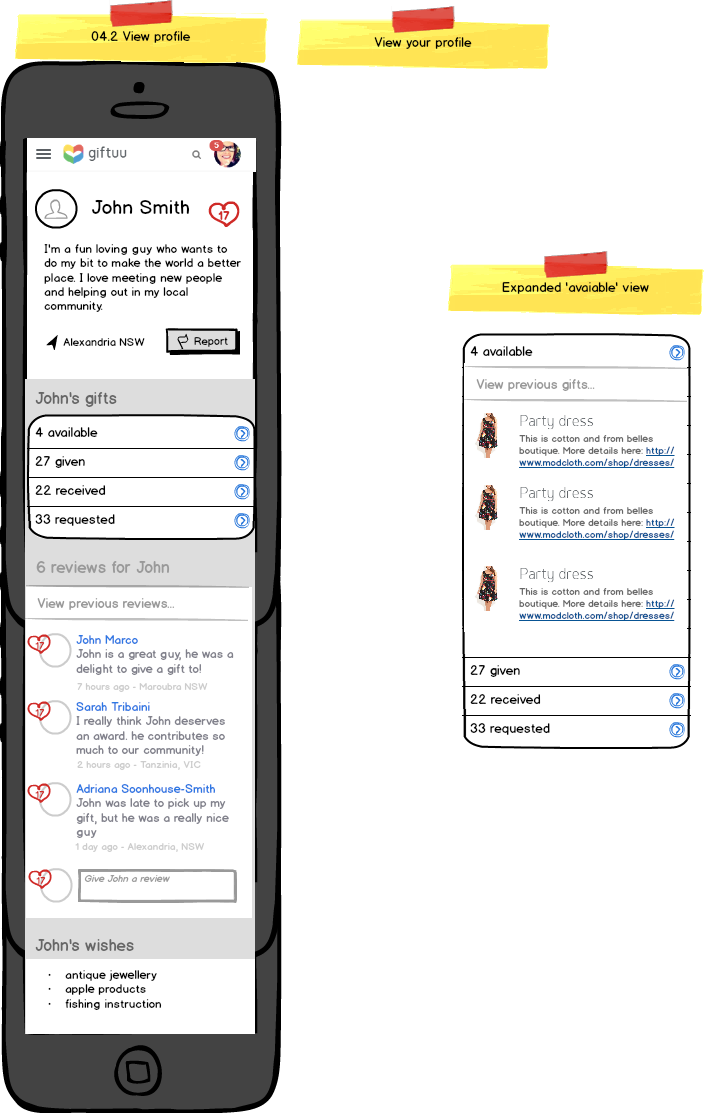 04.2 View profile
View your profile
giftuu
5
John Smith
17
I'm a fun loving guy who wants to
do my bit to make the world a better
place. I love meeting new people
and helping out in my local
community.
Alexandria NSW
Report
John's gifts
4 available
27 given
22 received
33 requested
6 reviews for John
View previous reviews...
17
John Marco
John is a great guy, he was a
delight to give a gift to!
7 hours ago - Maroubra NSW
17
Sarah Tribaini
I really think John deserves
an award. he contributes so
much to our community!
2 hours ago - Tanzinia, VIC
17
Adriana Soonhouse-Smith
John was late to pick up my
gift, but he was a really nice
guy
1 day ago - Alexandria, NSW
17
Give John a review
John's wishes
· antique jewellery
· apple products
· fishing instruction
Expanded 'avaiable' view
4 available
View previous gifts...
Party dress
This is cotton and from belles
boutique. More details here: http://
www.modcloth.com/shop/dresses/
Party dress
This is cotton and from belles
boutique. More details here: http://
www.modcloth.com/shop/dresses/
Party dress
This is cotton and from belles
boutique. More details here: http://
www.modcloth.com/shop/dresses/
27 given
22 received
33 requested